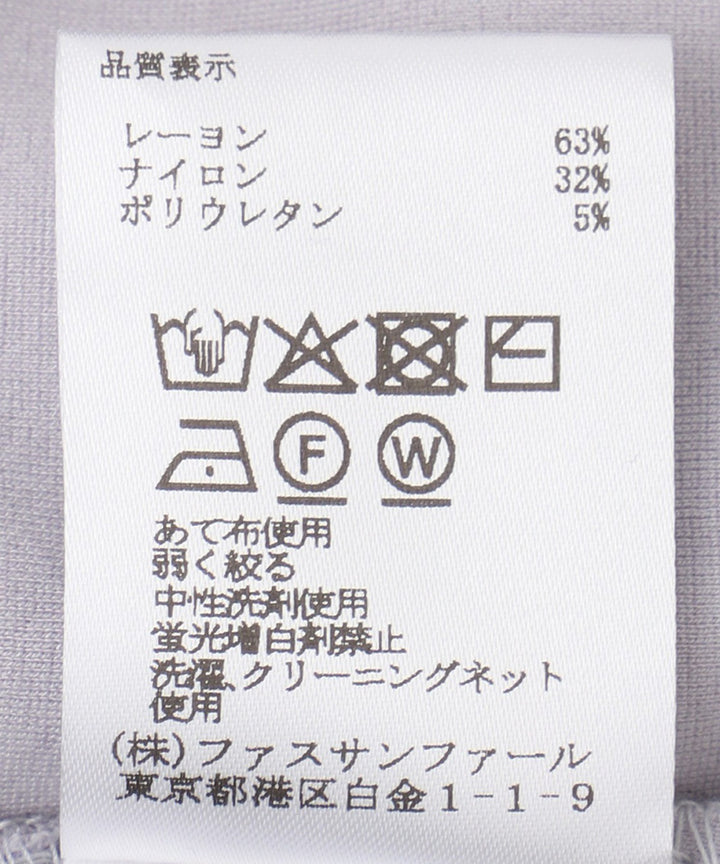 品質表示
レーヨン 63%
ナイロン 32%
ポリウレタン 5%
F W
あて布使用
弱く絞る
中性洗剤使用
蛍光増白剤禁止
洗濯、クリーニングネット
使用
(株)ファスサンファール
東京都港区白金1-1-9